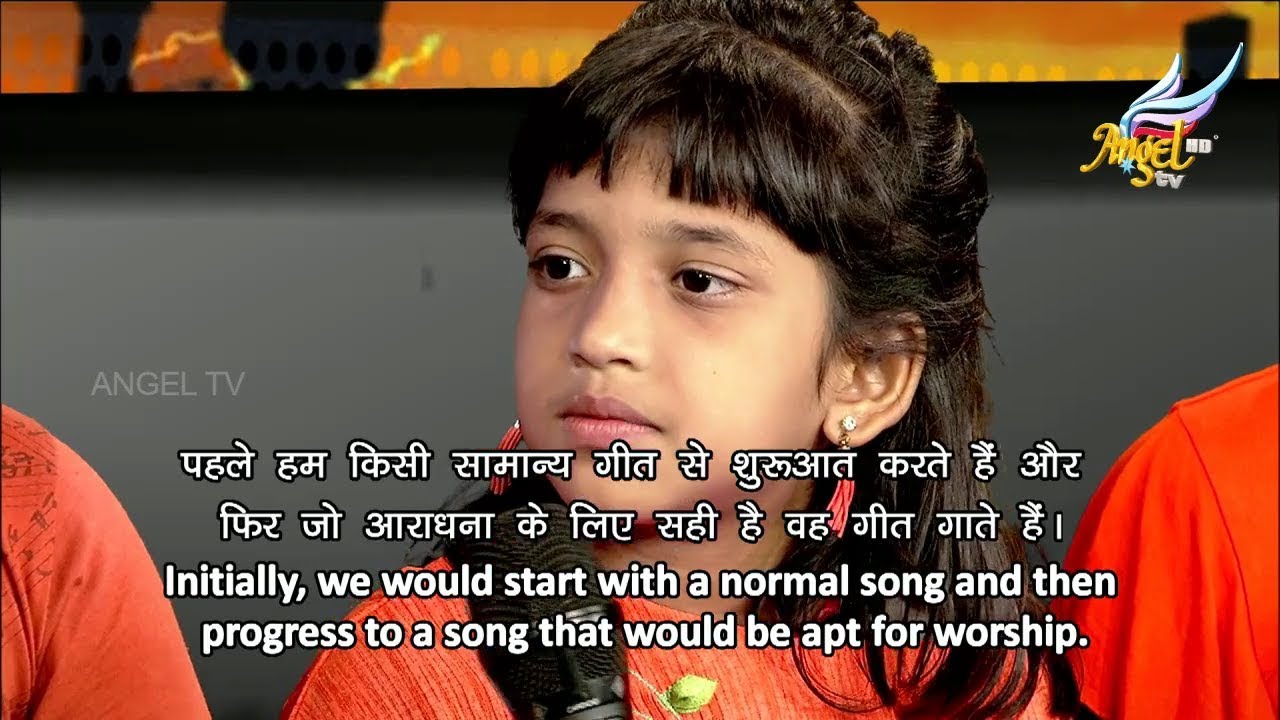 Angel HD
tv
ANGEL TV
पहले हम किसी सामान्य गीत से शुरुआत करते हैं और
फिर जो आराधना के लिए सही है वह गीत गाते हैं।
Initially, we would start with a normal song and then
progress to a song that would be apt for worship.